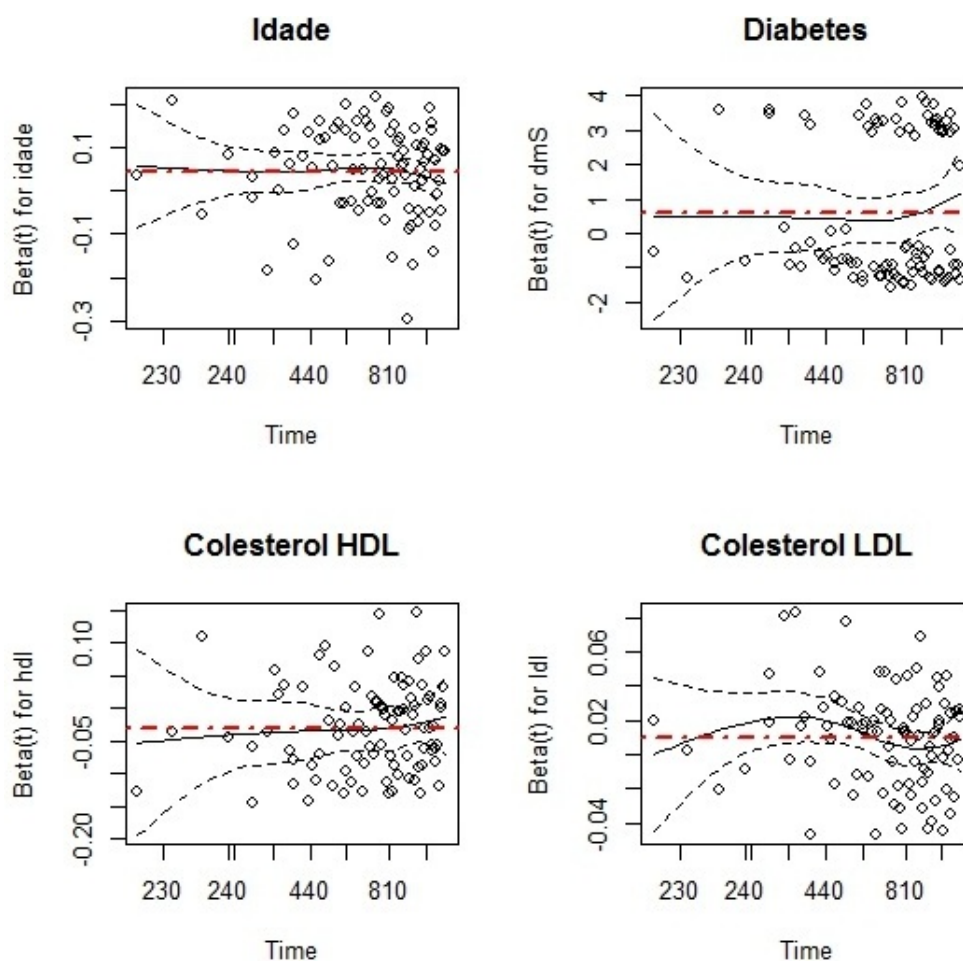 Idade
Beta(t) for idade
0.1
-0.1
-0.3
230 240 440 810
Time
Diabetes
Beta(t) for dmS
4
3
2
1
0
-2
230 240 440 810
Time
Colesterol HDL
Beta(t) for hdl
0.10
-0.05
-0.20
230 240 440 810
Time
Colesterol LDL
Beta(t) for ldl
0.06
0.02
-0.04
230 240 440 810
Time